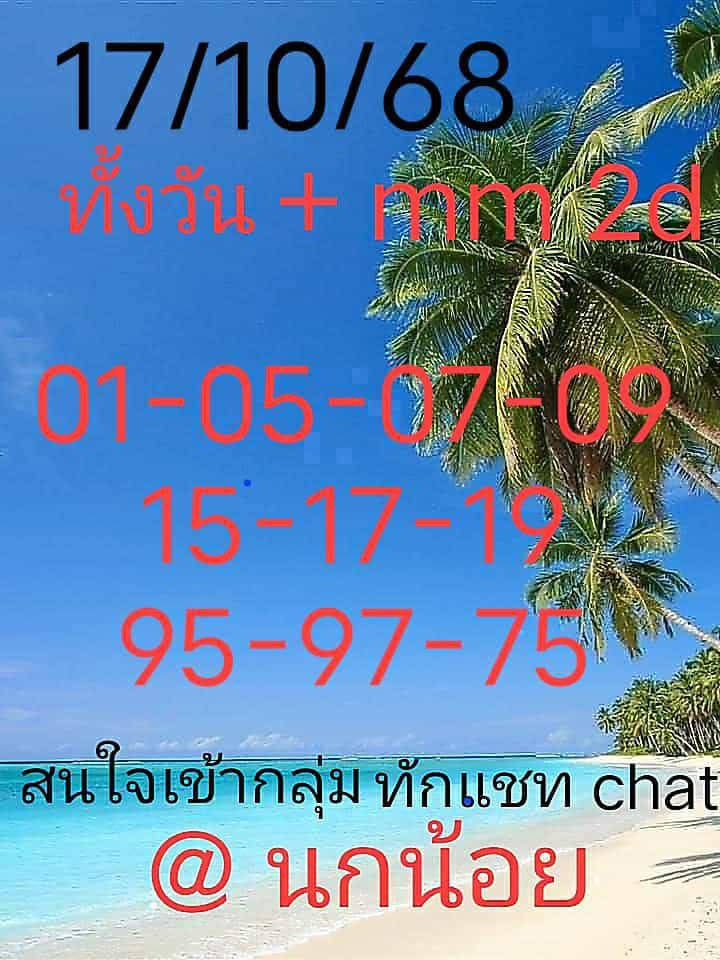 17/10/68
ทั้งวัน + mm 2d
01-05-07-09
15-17-19
95-97-75
สนใจเข้ากลุ่ม ทักแชท chat
@ นกน้อย